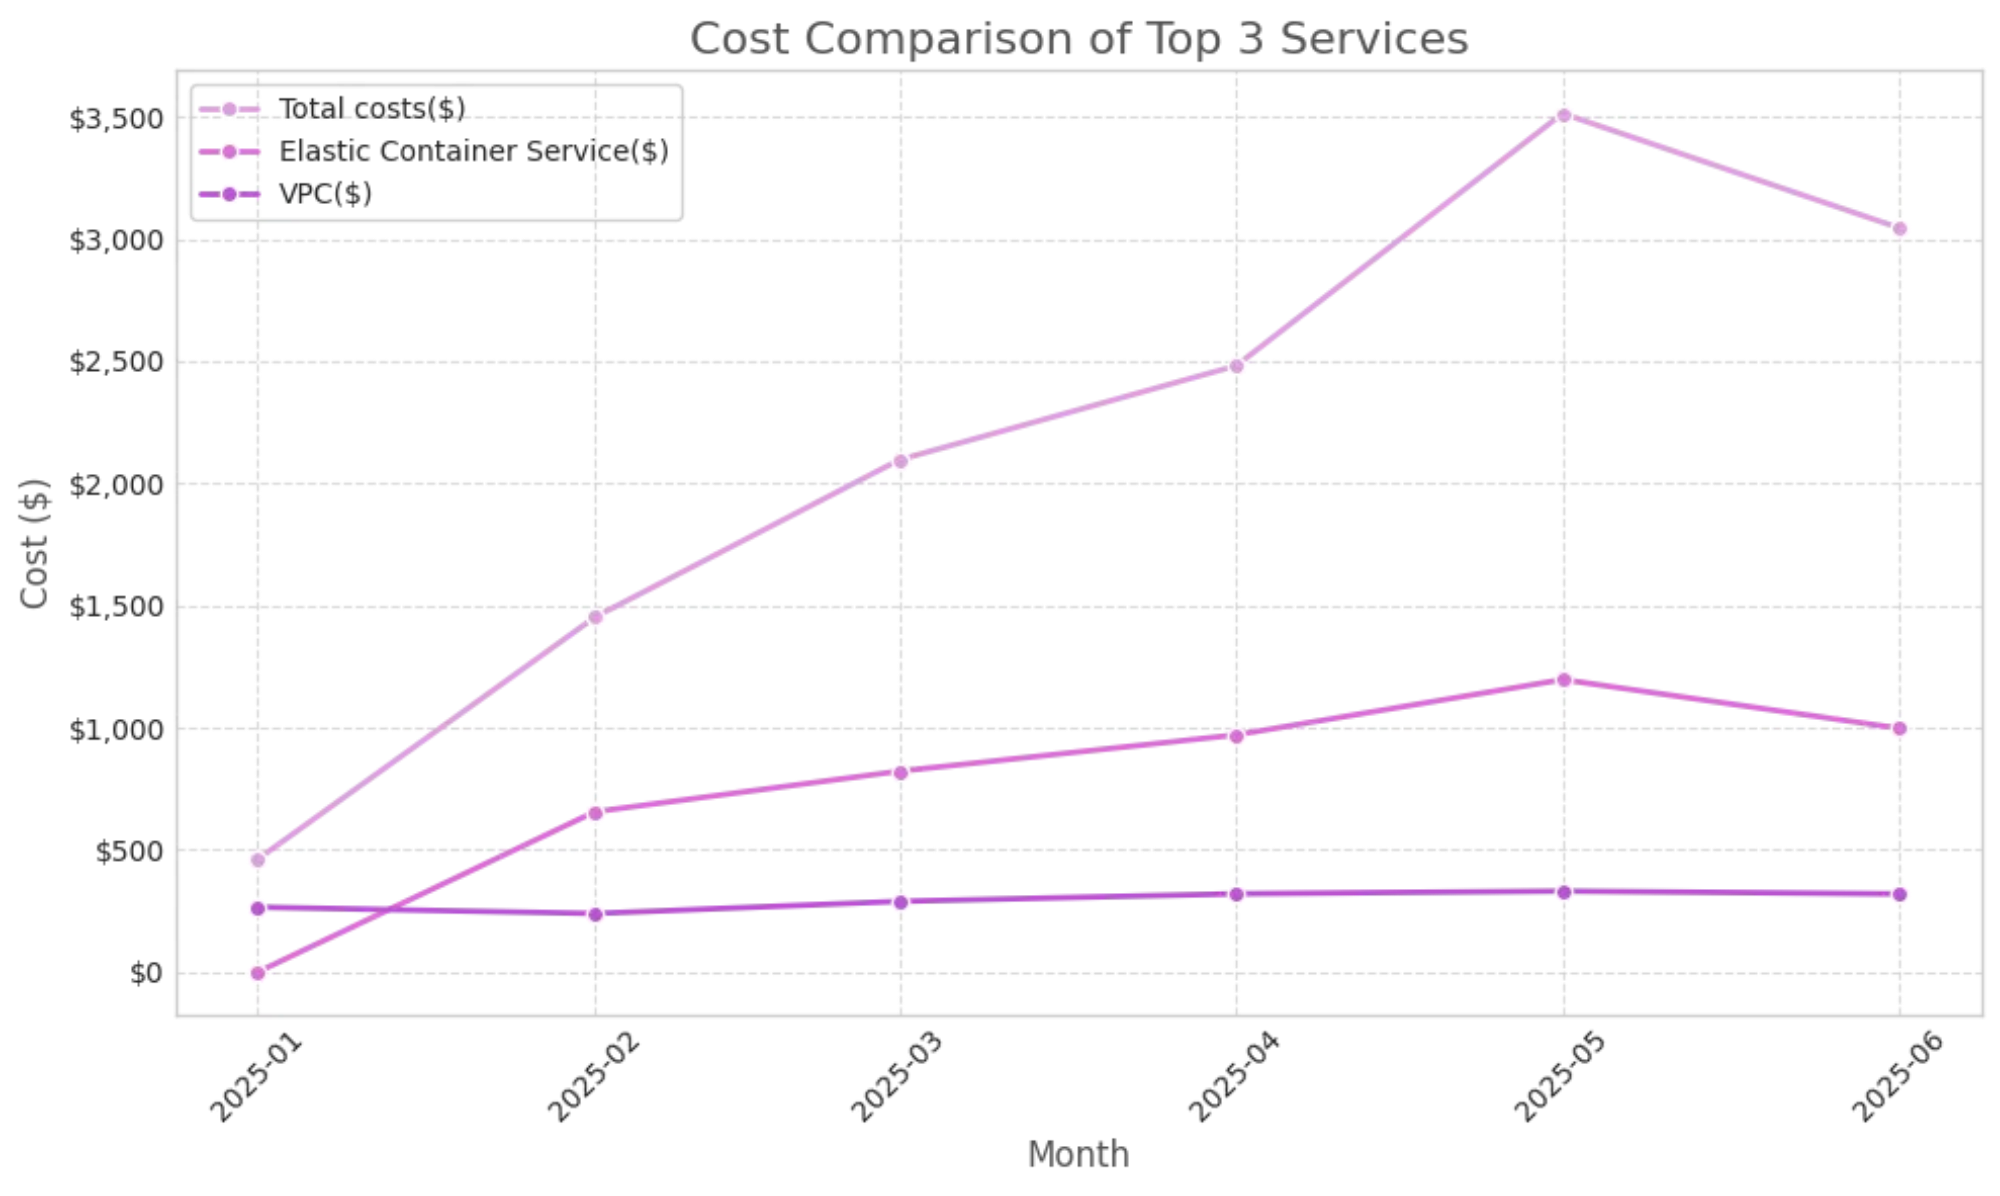 Cost Comparison of Top 3 Services
Total costs($)
Elastic Container Service($)
VPC($)
$3,500
$3,000
$2,500
$2,000
$1,500
$1,000
$500
$0
Cost ($)
2025-01
2025-02
2025-03
2025-04
2025-05
2025-06
Month